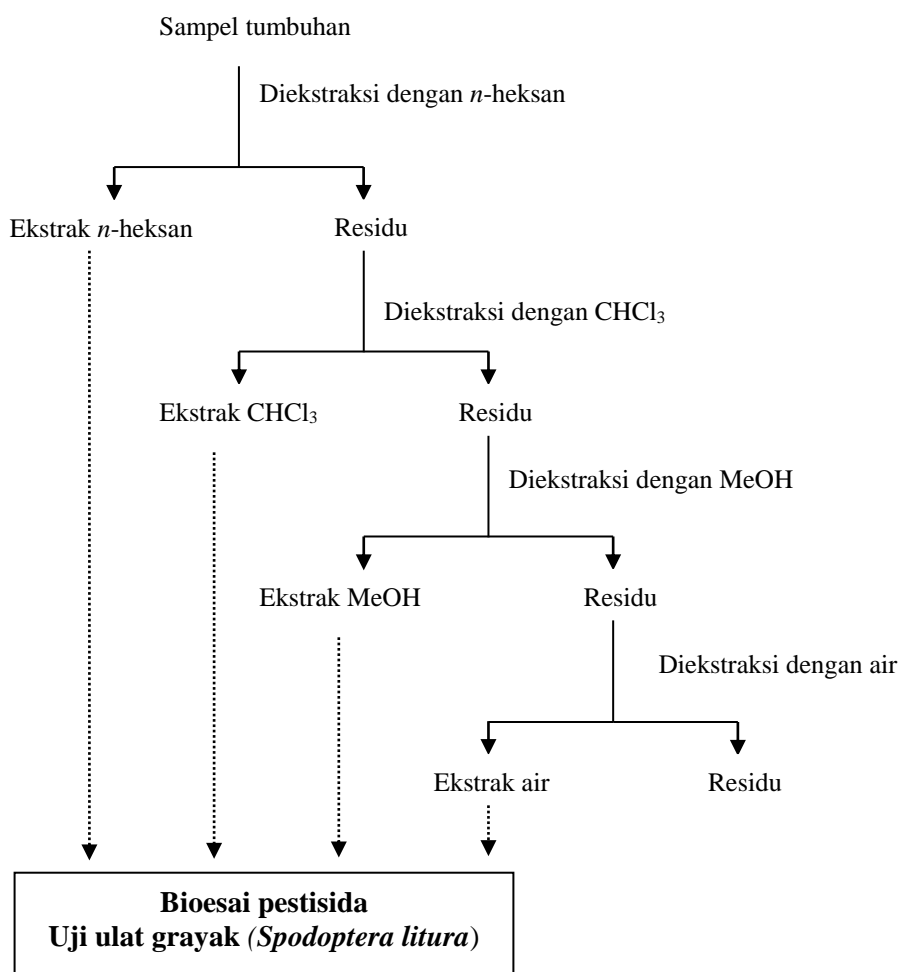 Sampel tumbuhan
Diekstraksi dengan n-heksan
Ekstrak n-heksan
Residu
Diekstraksi dengan CHCl₃
Ekstrak CHCl₃
Residu
Diekstraksi dengan MeOH
Ekstrak MeOH
Residu
Diekstraksi dengan air
Ekstrak air
Residu
Bioesai pestisida
Uji ulat grayak (Spodoptera litura)